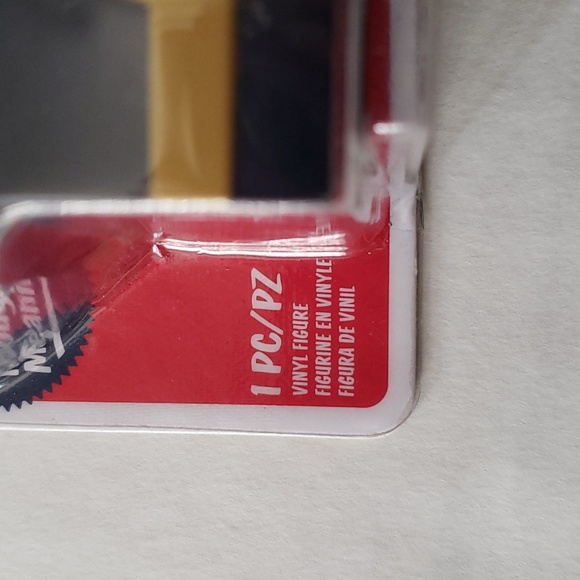 1 PC/PZ
VINYL FIGURE
FIGURINE EN VINYLE
FIGURA DE VINIL